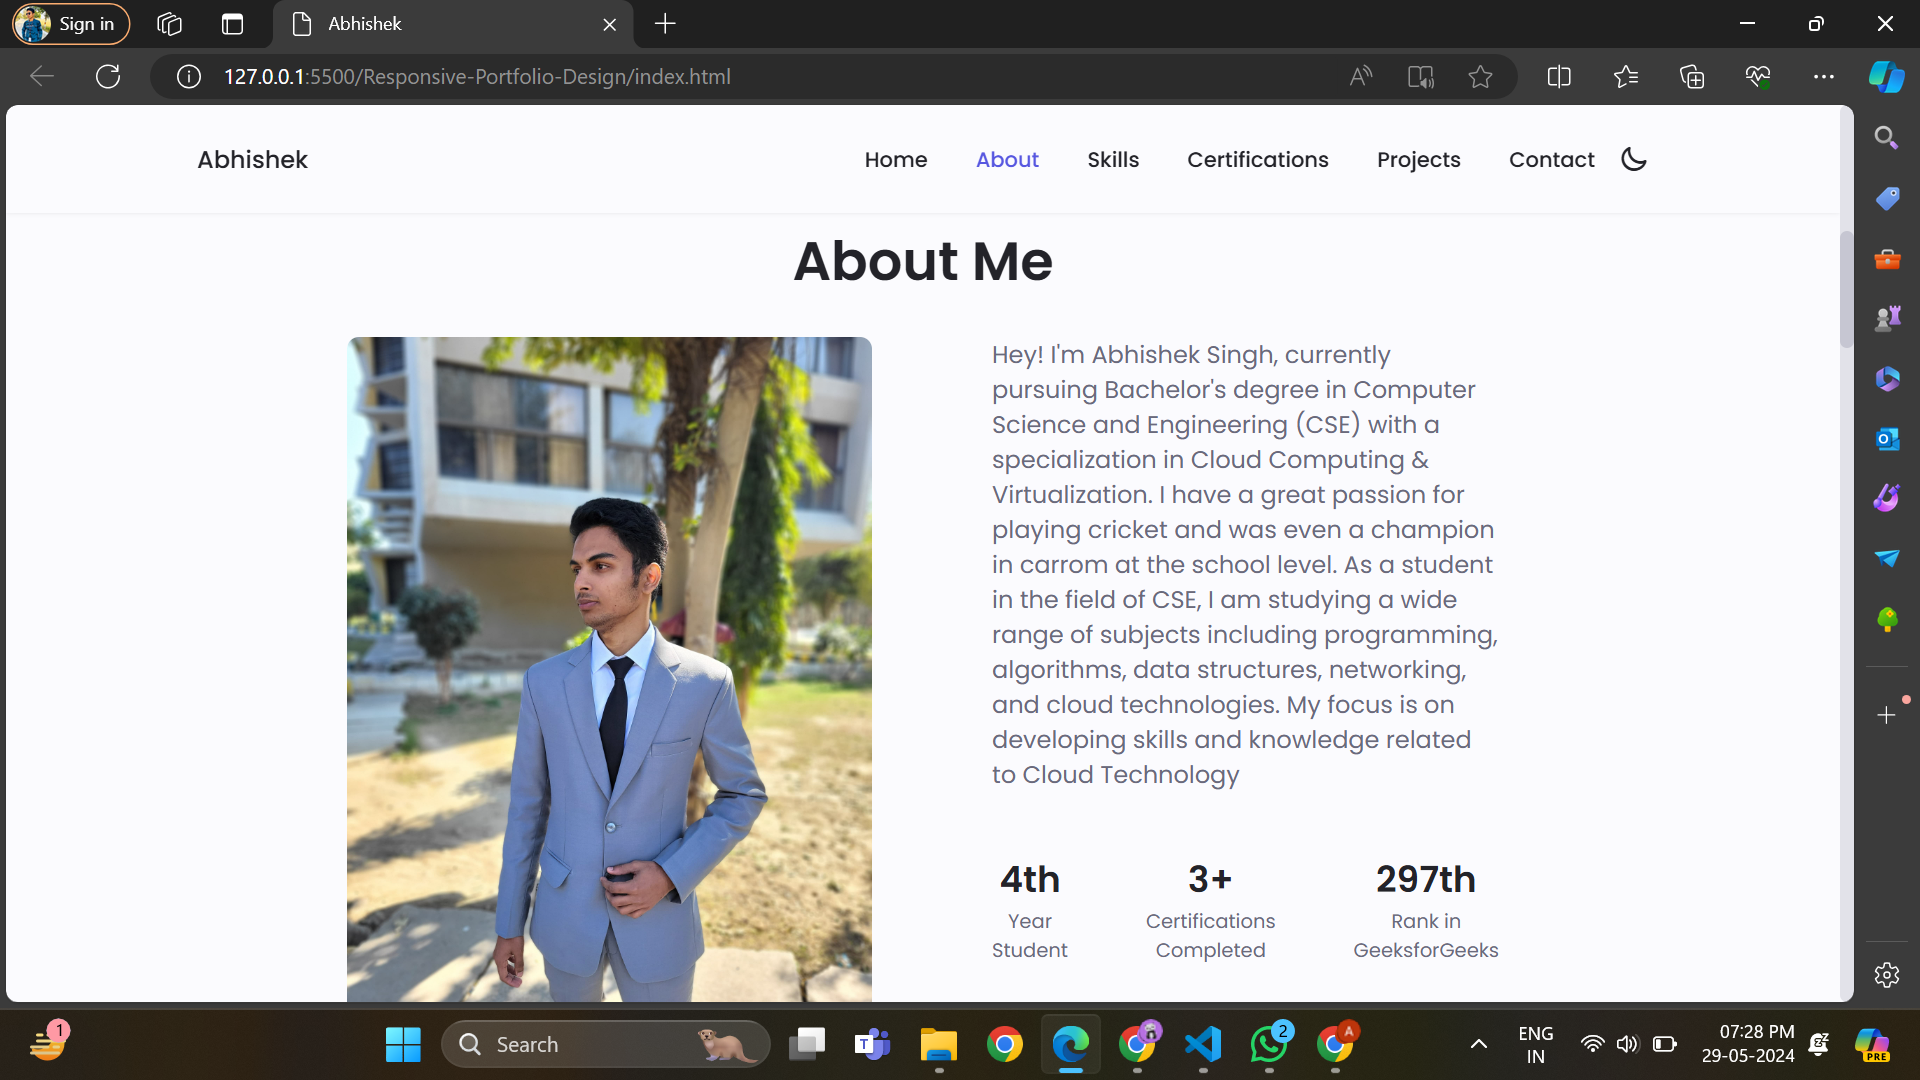 Sign in
Abhishek
127.0.0.1:5500/Responsive-Portfolio-Design/index.html
Abhishek
Home About Skills Certifications Projects Contact
About Me
Hey! I'm Abhishek Singh, currently
pursuing Bachelor's degree in Computer
Science and Engineering (CSE) with a
specialization in Cloud Computing &
Virtualization. I have a great passion for
playing cricket and was even a champion
in carrom at the school level. As a student
in the field of CSE, I am studying a wide
range of subjects including programming,
algorithms, data structures, networking,
and cloud technologies. My focus is on
developing skills and knowledge related
to Cloud Technology
4th 3+ 297th
Year Certifications Rank in
Student Completed GeeksforGeeks
1
Search
T
2
A
ENG
IN
07:28 PM
29-05-2024
PRE